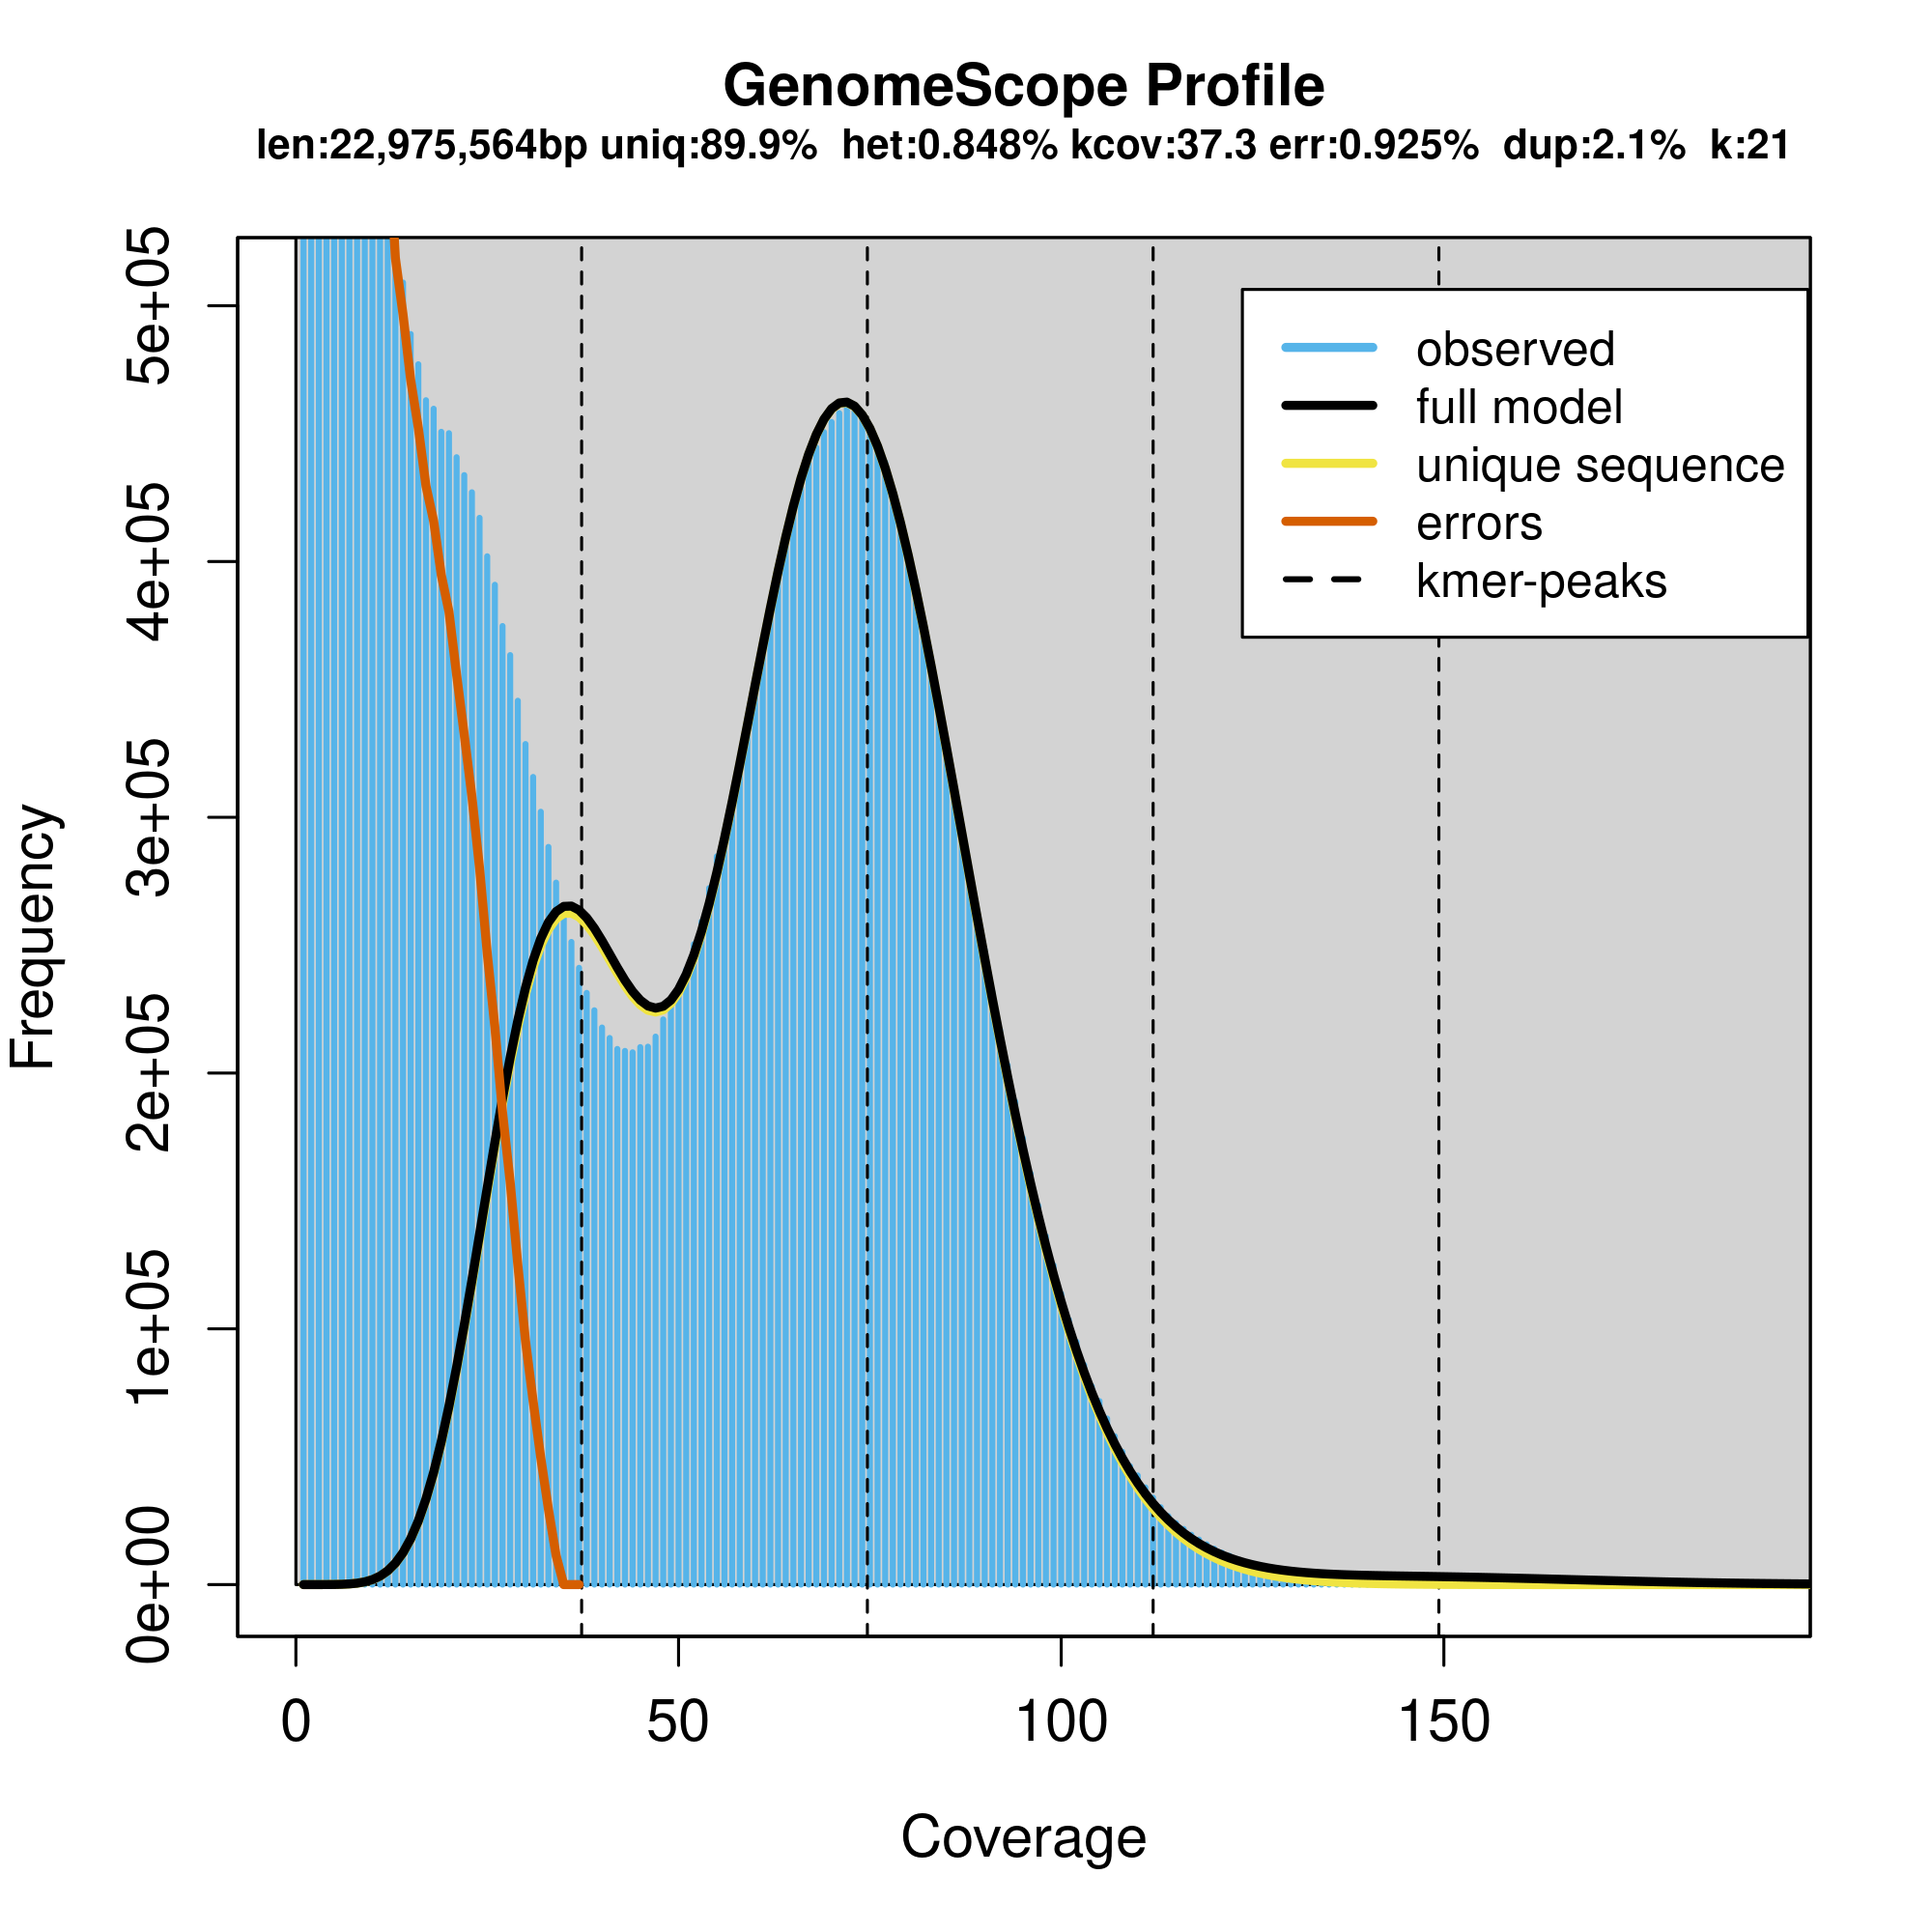 GenomeScope Profile
len:22,975,564bp uniq:89.9% het:0.848% kcov:37.3 err:0.925% dup:2.1% k:21
5e+05
4e+05
3e+05
2e+05
1e+05
0e+00
Frequency
observed
full model
unique sequence
errors
kmer-peaks
0 50 100 150
Coverage